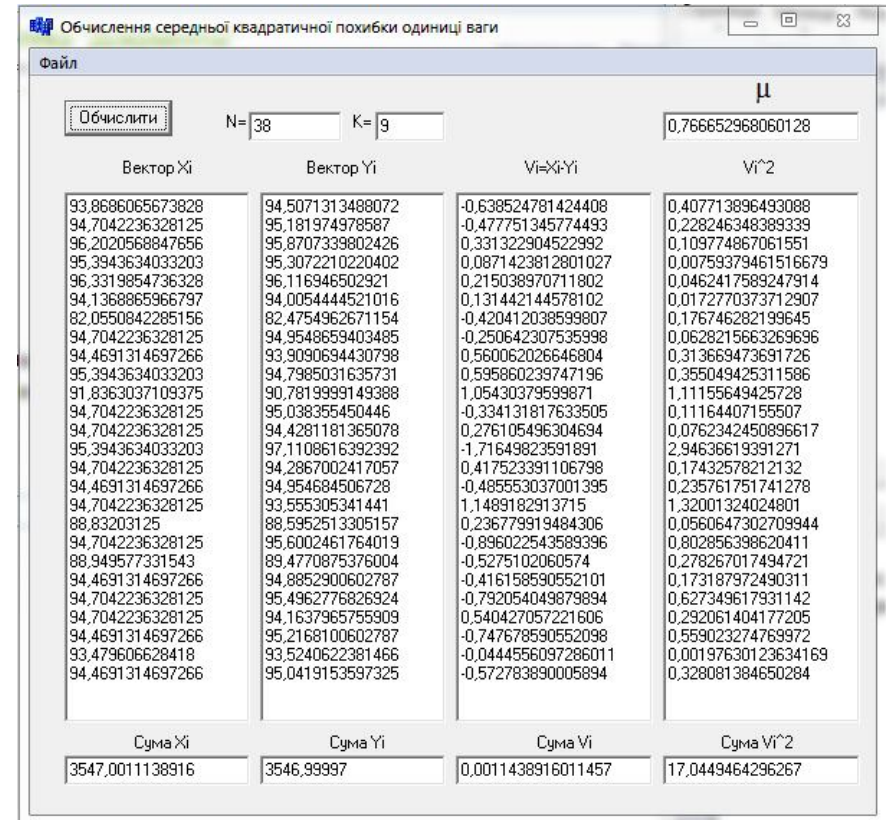 Обчислення середньої квадратичної похибки одиниці ваги
Файл
μ
Обчислити N= 38 K= 9 0,766652968060128
Вектор Xi Вектор Yi Vi=Xi-Yi Vi^2
93,8686065673828 94,5071313488072 -0,638524781424408 0,407713896493088
94,7042236328125 95,181974978587 -0,477751345774493 0,228246348389339
96,2020568847656 95,8707339802426 0,331322904522992 0,109774867061551
95,3943634033203 95,3072210220402 0,0871423812801027 0,00759379461516679
96,3319854736328 96,116946502921 0,215038970711802 0,0462417589247914
94,1368865966797 94,0054444521016 0,131442144578102 0,0172770373712907
82,0550842285156 82,4754962671154 -0,420412038599807 0,176746282199645
94,7042236328125 94,9548659403485 -0,250642307535998 0,0628215663269696
94,4691314697266 93,9090694430798 0,560062026646804 0,313669473691726
95,3943634033203 94,7985031635731 0,595860239747196 0,355049425311586
91,8363037109375 90,7819999149388 1,05430379599871 1,11155649425728
94,7042236328125 95,038355450446 -0,334131817633505 0,11164407155507
94,7042236328125 94,4281181365078 0,276105496304694 0,0762342450896617
95,3943634033203 97,1108616392392 -1,71649823591891 2,94636619391271
94,7042236328125 94,2867002417057 0,417523391106798 0,17432578212132
94,4691314697266 94,954684506728 -0,485553037001395 0,235761751741278
94,7042236328125 93,555305341441 1,1489182913715 1,32001324024801
88,83203125 88,5952513305157 0,236779919484306 0,0560647302709944
94,7042236328125 95,6002461764019 -0,896022543589396 0,802856398620411
88,949577331543 89,4770875376004 -0,5275102060574 0,278267017494721
94,4691314697266 94,8852900602787 -0,416158590552101 0,173187972490311
94,7042236328125 95,4962776826924 -0,792054049879894 0,627349617931142
94,7042236328125 94,1637965755909 0,540427057221606 0,292061404177205
94,4691314697266 95,2168100602787 -0,747678590552098 0,559023274769972
93,479606628418 93,5240622381466 -0,0444556097286011 0,00197630123634169
94,4691314697266 95,0419153597325 -0,572783890005894 0,328081384650284
Сума Xi Сума Yi Сума Vi Сума Vi^2
3547,0011138916 3546,99997 0,0011438916011457 17,0449464296267